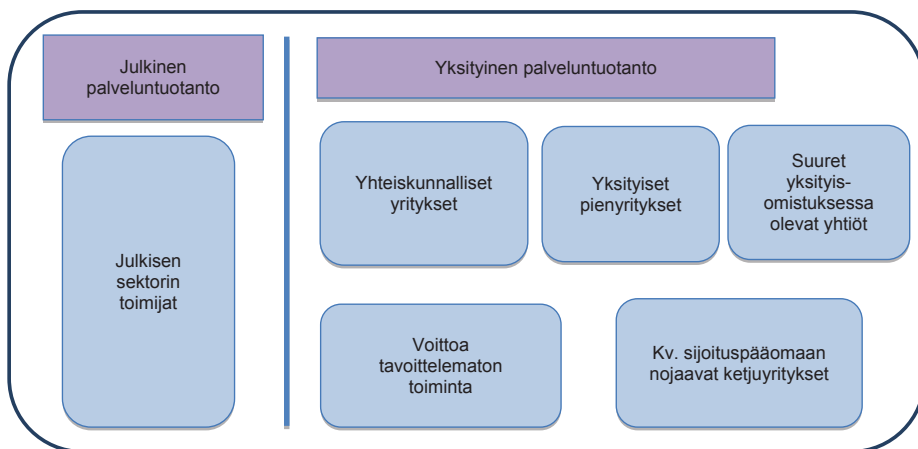 Julkinen
palveluntuotanto
Yksityinen palveluntuotanto
Julkisen
sektorin
toimijat
Yhteiskunnalliset
yritykset
Yksityiset
pienyritykset
Suuret
yksityis-
omistuksessa
olevat yhtiöt
Voittoa
tavoittelematon
toiminta
Kv. sijoituspääomaan
nojaavat ketjuyritykset